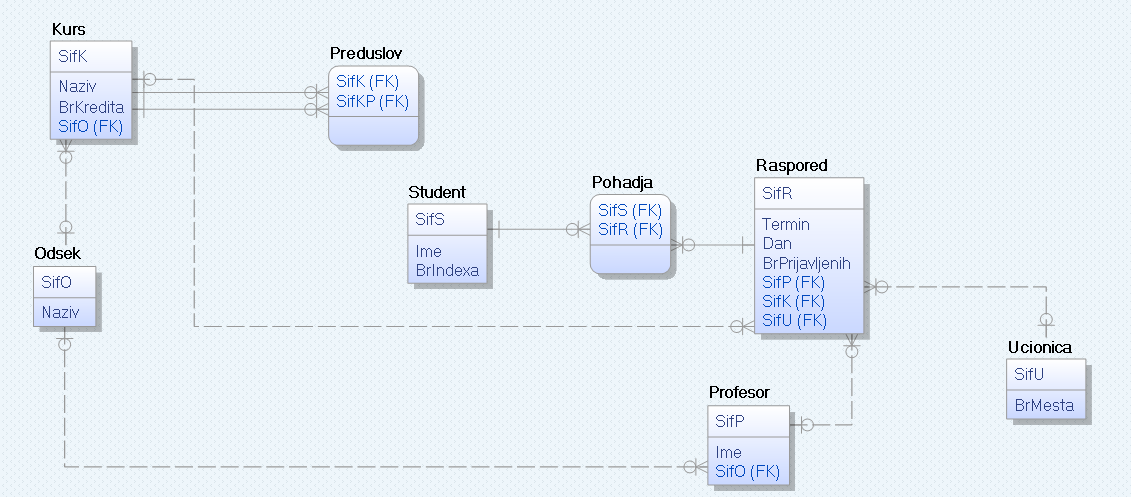 Kurs
SifK
Naziv
BrKredita
SifO (FK)
Preduslov
SifK (FK)
SifKP (FK)
Student
SifS
Ime
BrIndexa
Pohadja
SifS (FK)
SifR (FK)
Raspored
SifR
Termin
Dan
BrPrijavljenih
SifP (FK)
SifK (FK)
SifU (FK)
Odsek
SifO
Naziv
Ucionica
SifU
BrMesta
Profesor
SifP
Ime
SifO (FK)